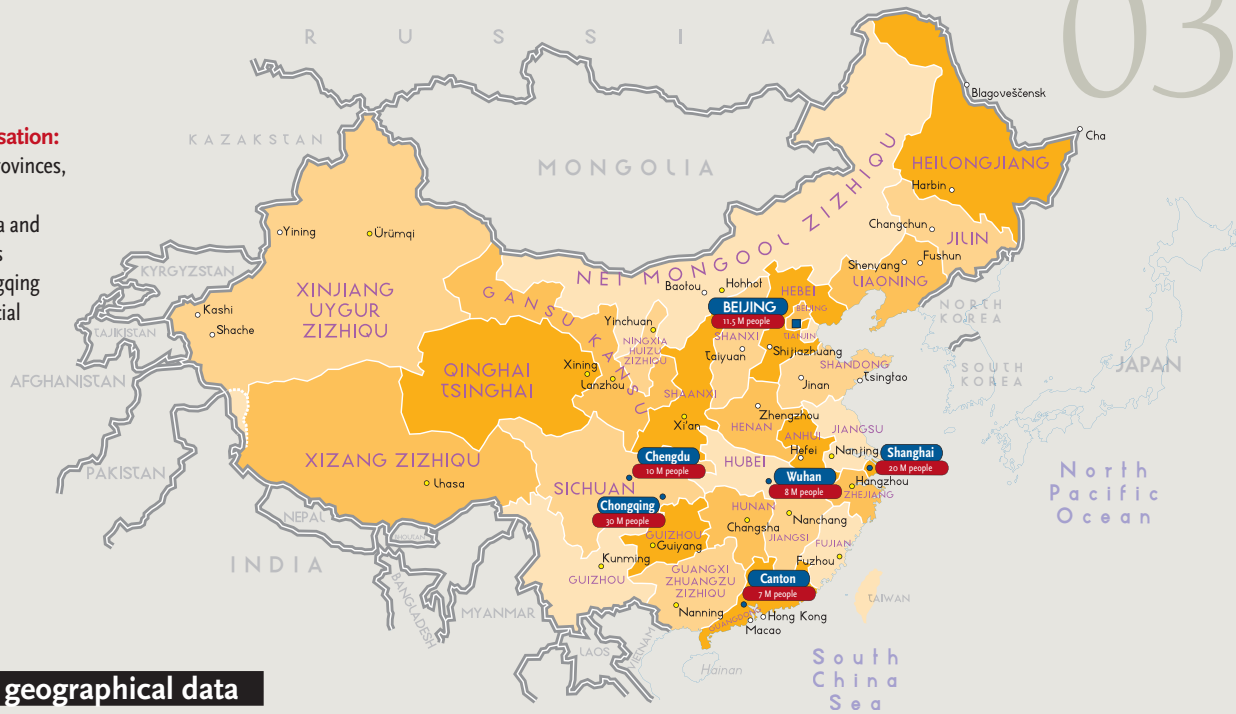 03
R U S S I A
sation:
rovinces,
a and
s
gqing
tial
KAZAKSTAN
MONGOLIA
Blagoveščensk
Cha
HEILONGJIANG
Harbin
NEI MONGOOL ZIZHIQU
Changchun
JILIN
Yining
Ürümqi
Shenyang
Fushun
LIAONING
KYRGYZSTAN
Baotou
Hohhot
HEBEI
GANSU KANSU
XINJIANG
UYGUR
ZIZHIQU
BEIJING
11.5 M people
BEIJING
TIANJIN
NORTH
KOREA
Kashi
Shache
TAJIKISTAN
Yinchuan
NINGXIA
HUIZU
ZIZHIQU
SHANXI
Taiyuan
Shijiazhuang
SHANDONG
Jinan
Tsingtao
SOUTH
KOREA
JAPAN
AFGHANISTAN
QINGHAI
TSINGHAI
Xining
Lanzhou
SHAANXI
Xi'an
Zhengzhou
HENAN
JIANGSU
ANHUI
Hefei
Nanjing
PAKISTAN
XIZANG ZIZHIQU
Lhasa
Chengdu
10 M people
HUBEI
Shanghai
20 M people
Wuhan
8 M people
Hangzhou
ZHEJIANG
North
Pacific
Ocean
SICHUAN
Chongqing
30 M people
NEPAL
BHOUTAN
HUNAN
Changsha
Nanchang
JIANGSI
FUJIAN
Fuzhou
GUIZHOU
Guiyang
INDIA
Kunming
GUIZHOU
GUANGXI
ZHUANGZU
ZIZHIQU
Canton
7 M people
BANGLADESH
MYANMAR
Nanning
GUANGDONG
Hong Kong
Macao
TAIWAN
LAOS
VIETNAM
Hainan
South
China
Sea
geographical data